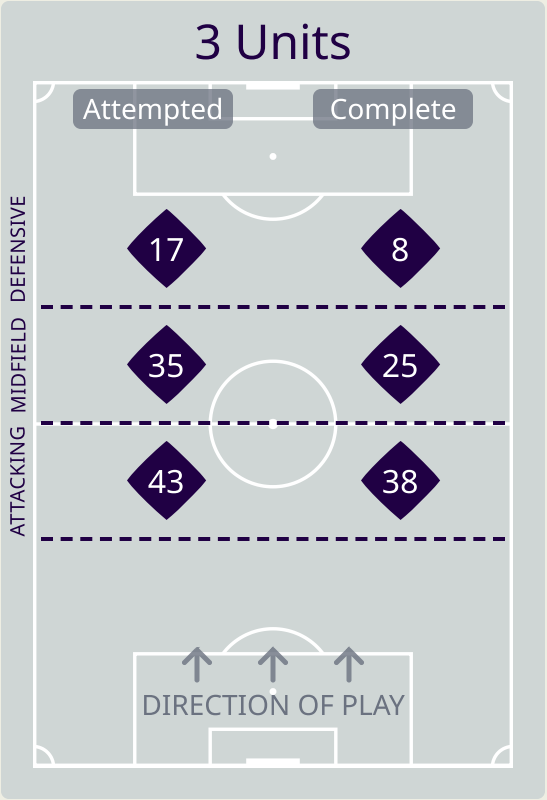 3 Units
Attempted
Complete
DEFENSIVE
17
8
MIDFIELD
35
25
ATTACKING
43
38
DIRECTION OF PLAY